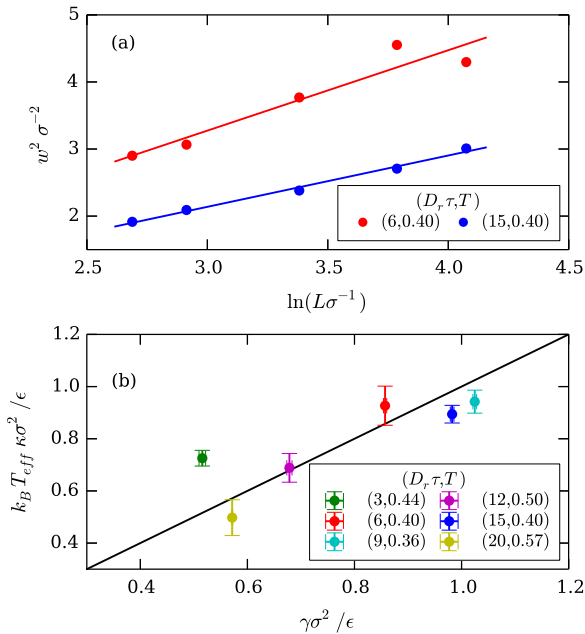 5
4
3
2
w² σ⁻²
(a)
(D_r τ,T)
(6,0.40) (15,0.40)
2.5 3.0 3.5 4.0 4.5
ln(Lσ⁻¹)
1.2
1.0
0.8
0.6
0.4
k_B T_eff κσ² /ϵ
(b)
(D_r τ,T)
(3,0.44) (12,0.50)
(6,0.40) (15,0.40)
(9,0.36) (20,0.57)
0.4 0.6 0.8 1.0 1.2
γσ² /ϵ